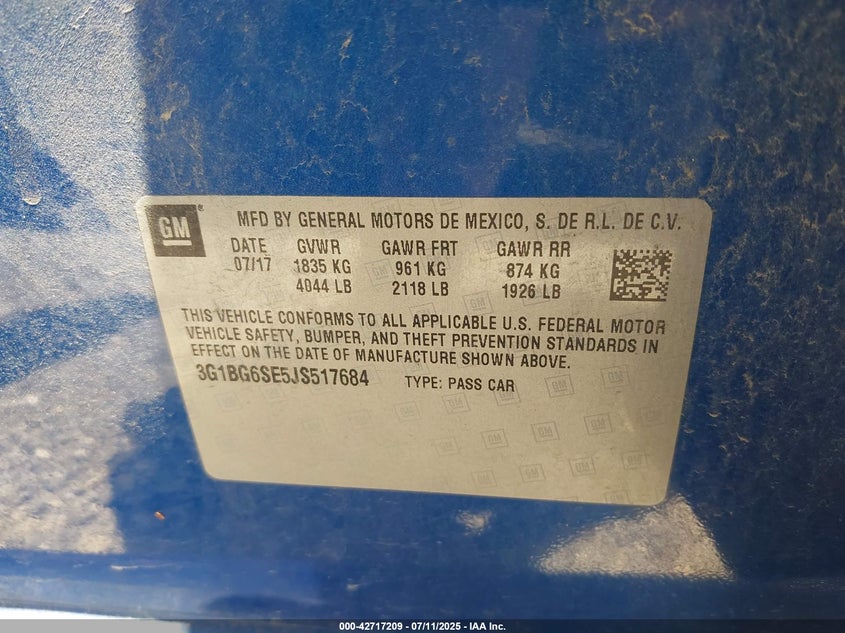 GM® MFD BY GENERAL MOTORS DE MEXICO, S. DE R.L. DE C.V.
DATE GVWR GAWR FRT GAWR RR
07/17 1835 KG 961 KG 874 KG
4044 LB 2118 LB 1926 LB
THIS VEHICLE CONFORMS TO ALL APPLICABLE U.S. FEDERAL MOTOR
VEHICLE SAFETY, BUMPER, AND THEFT PREVENTION STANDARDS IN
EFFECT ON THE DATE OF MANUFACTURE SHOWN ABOVE.
3G1BG6SE5JS517684 TYPE: PASS CAR
000-42717209 - 07/11/2025 - IAA Inc.